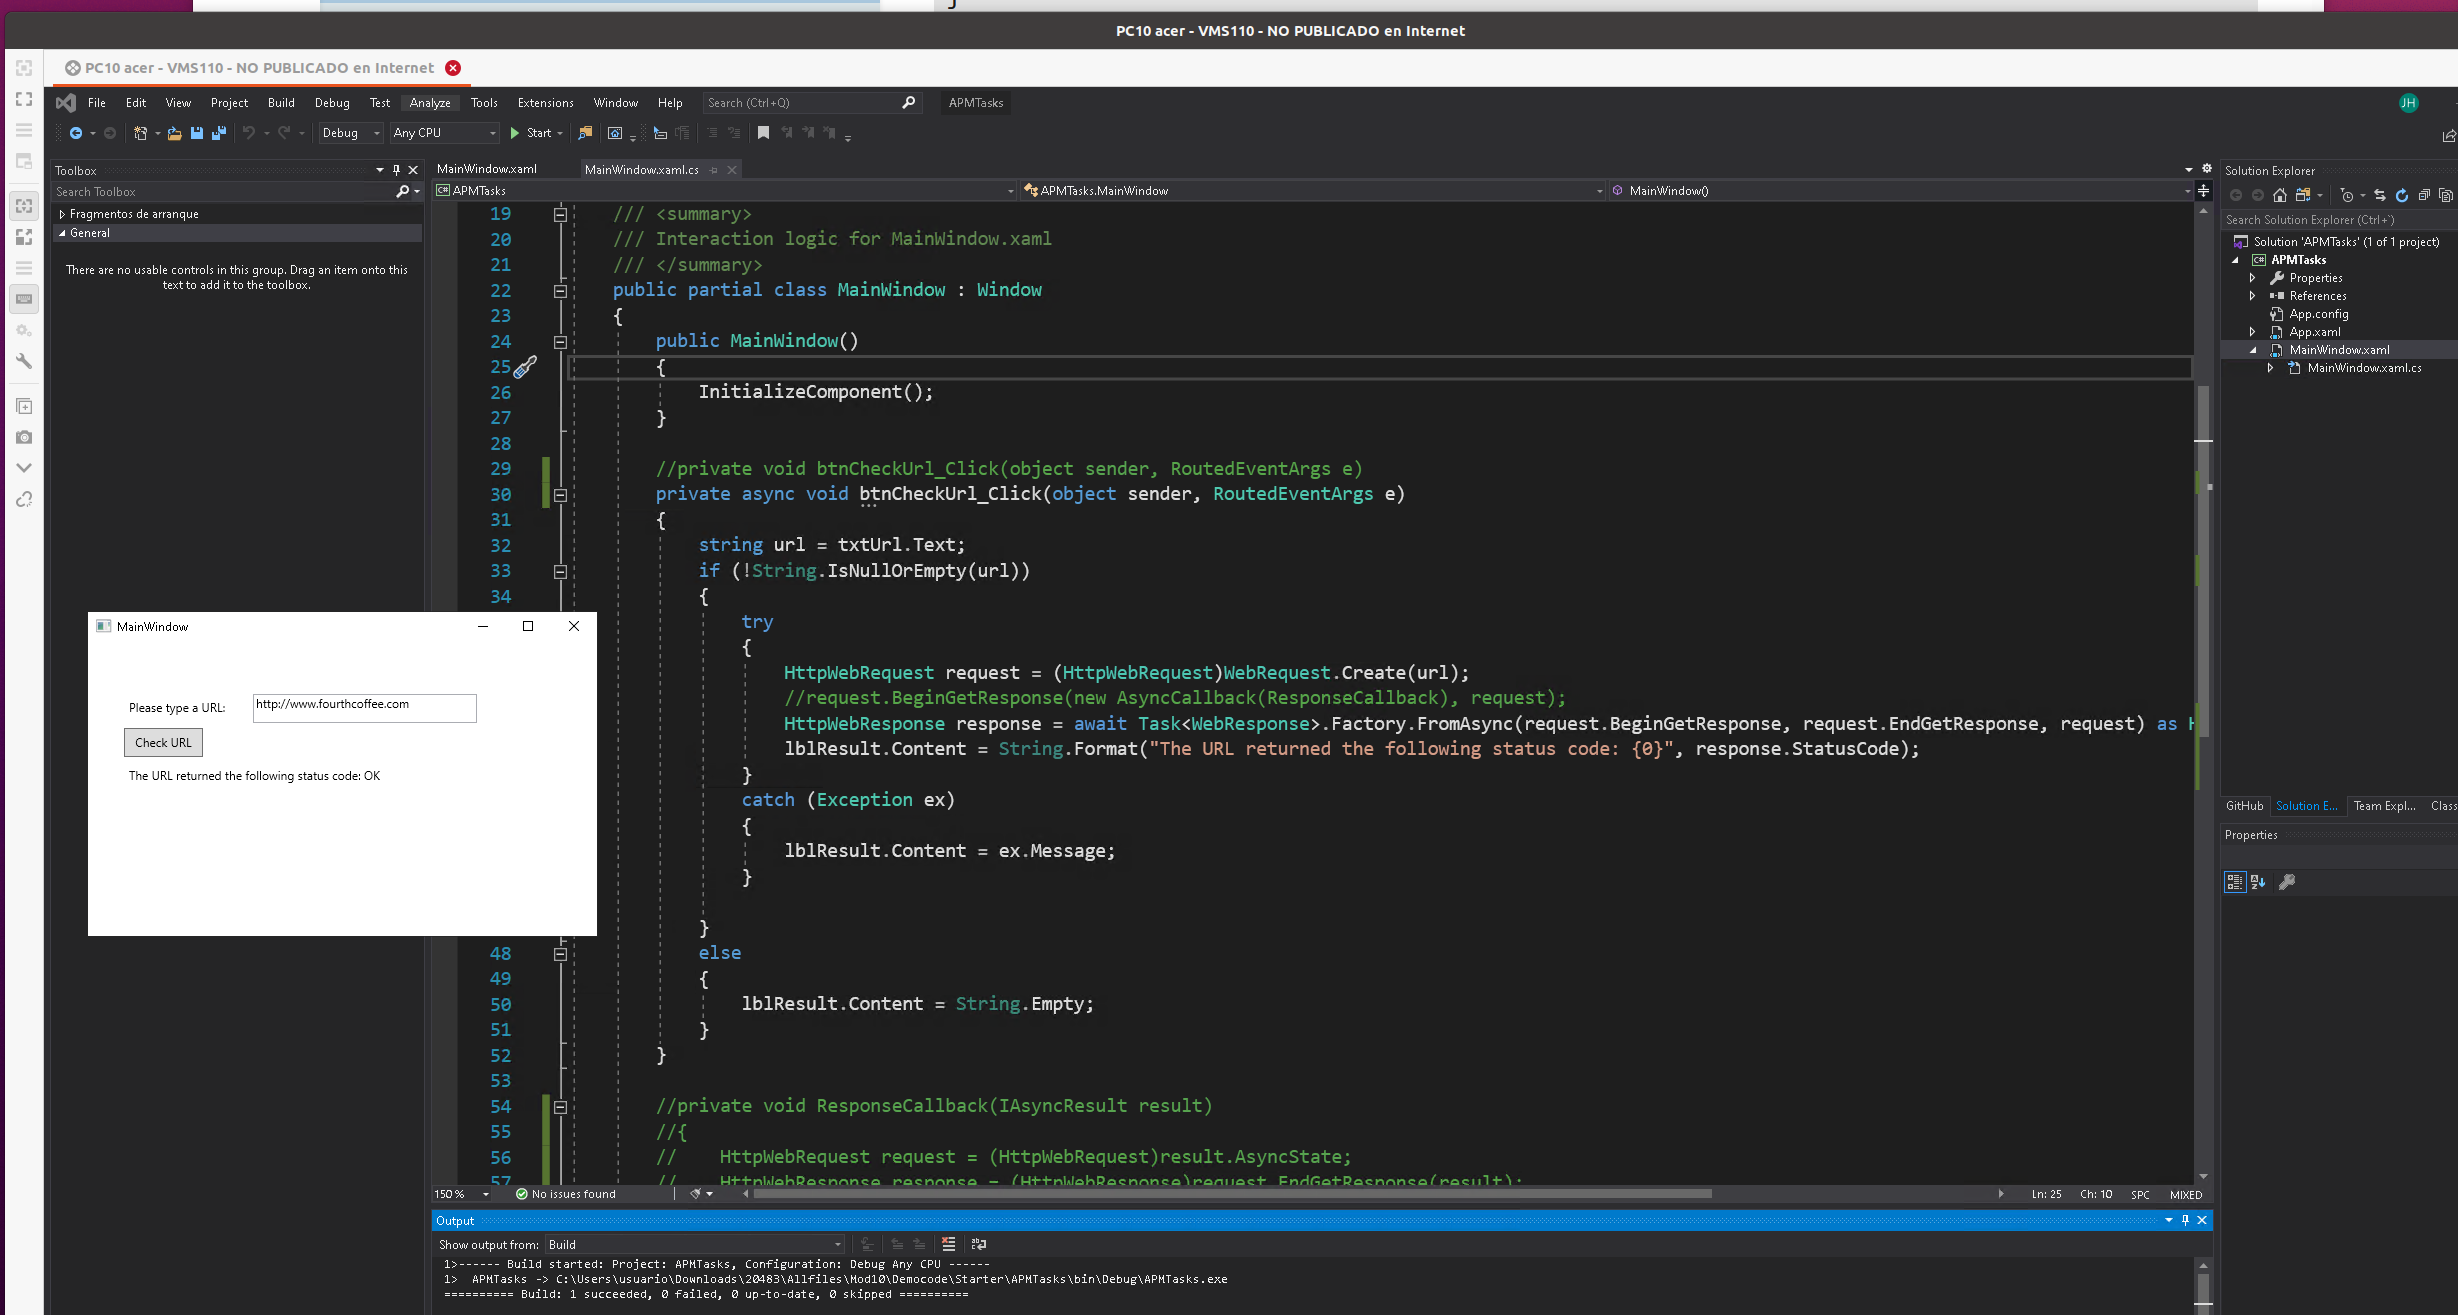 PC10 acer - VMS110 - NO PUBLICADO en Internet
PC10 acer - VMS110 - NO PUBLICADO en Internet
File Edit View Project Build Debug Test Analyze Tools Extensions Window Help Search (Ctrl+Q) APMTasks JH
Debug Any CPU Start
Toolbox
Search Toolbox
Fragmentos de arranque
General
There are no usable controls in this group. Drag an item onto this
text to add it to the toolbox.
MainWindow.xaml MainWindow.xaml.cs
APMTasks APMTasks.MainWindow MainWindow()
19 /// <summary>
20 /// Interaction logic for MainWindow.xaml
21 /// </summary>
22 public partial class MainWindow : Window
23 {
24 public MainWindow()
25 {
26 InitializeComponent();
27 }
28
29 //private void btnCheckUrl_Click(object sender, RoutedEventArgs e)
30 private async void btnCheckUrl_Click(object sender, RoutedEventArgs e)
31 {
32 string url = txtUrl.Text;
33 if (!String.IsNullOrEmpty(url))
34 {
try
{
HttpWebRequest request = (HttpWebRequest)WebRequest.Create(url);
//request.BeginGetResponse(new AsyncCallback(ResponseCallback), request);
HttpWebResponse response = await Task<WebResponse>.Factory.FromAsync(request.BeginGetResponse, request.EndGetResponse, request) as H
lblResult.Content = String.Format("The URL returned the following status code: {0}", response.StatusCode);
}
catch (Exception ex)
{
lblResult.Content = ex.Message;
}
}
48 else
49 {
50 lblResult.Content = String.Empty;
51 }
52 }
53
54 //private void ResponseCallback(IAsyncResult result)
55 //{
56 // HttpWebRequest request = (HttpWebRequest)result.AsyncState;
57 // HttpWebResponse response = (HttpWebResponse)request.EndGetResponse(result);
MainWindow
Please type a URL: http://www.fourthcoffee.com
Check URL
The URL returned the following status code: OK
150 % No issues found Ln: 25 Ch: 10 SPC MIXED
Output
Show output from: Build
1>------ Build started: Project: APMTasks, Configuration: Debug Any CPU ------
1> APMTasks -> C:\Users\usuario\Downloads\20483\Allfiles\Mod10\Democode\Starter\APMTasks\bin\Debug\APMTasks.exe
========== Build: 1 succeeded, 0 failed, 0 up-to-date, 0 skipped ==========
Solution Explorer
Search Solution Explorer (Ctrl+`)
Solution 'APMTasks' (1 of 1 project)
APMTasks
Properties
References
App.config
App.xaml
MainWindow.xaml
MainWindow.xaml.cs
GitHub Solution E... Team Expl... Class
Properties